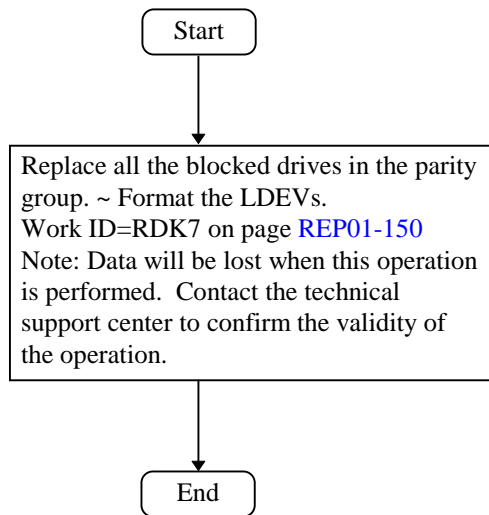 Start
Replace all the blocked drives in the parity
group. ~ Format the LDEVs.
Work ID=RDK7 on page REP01-150
Note: Data will be lost when this operation
is performed.  Contact the technical
support center to confirm the validity of
the operation.
End